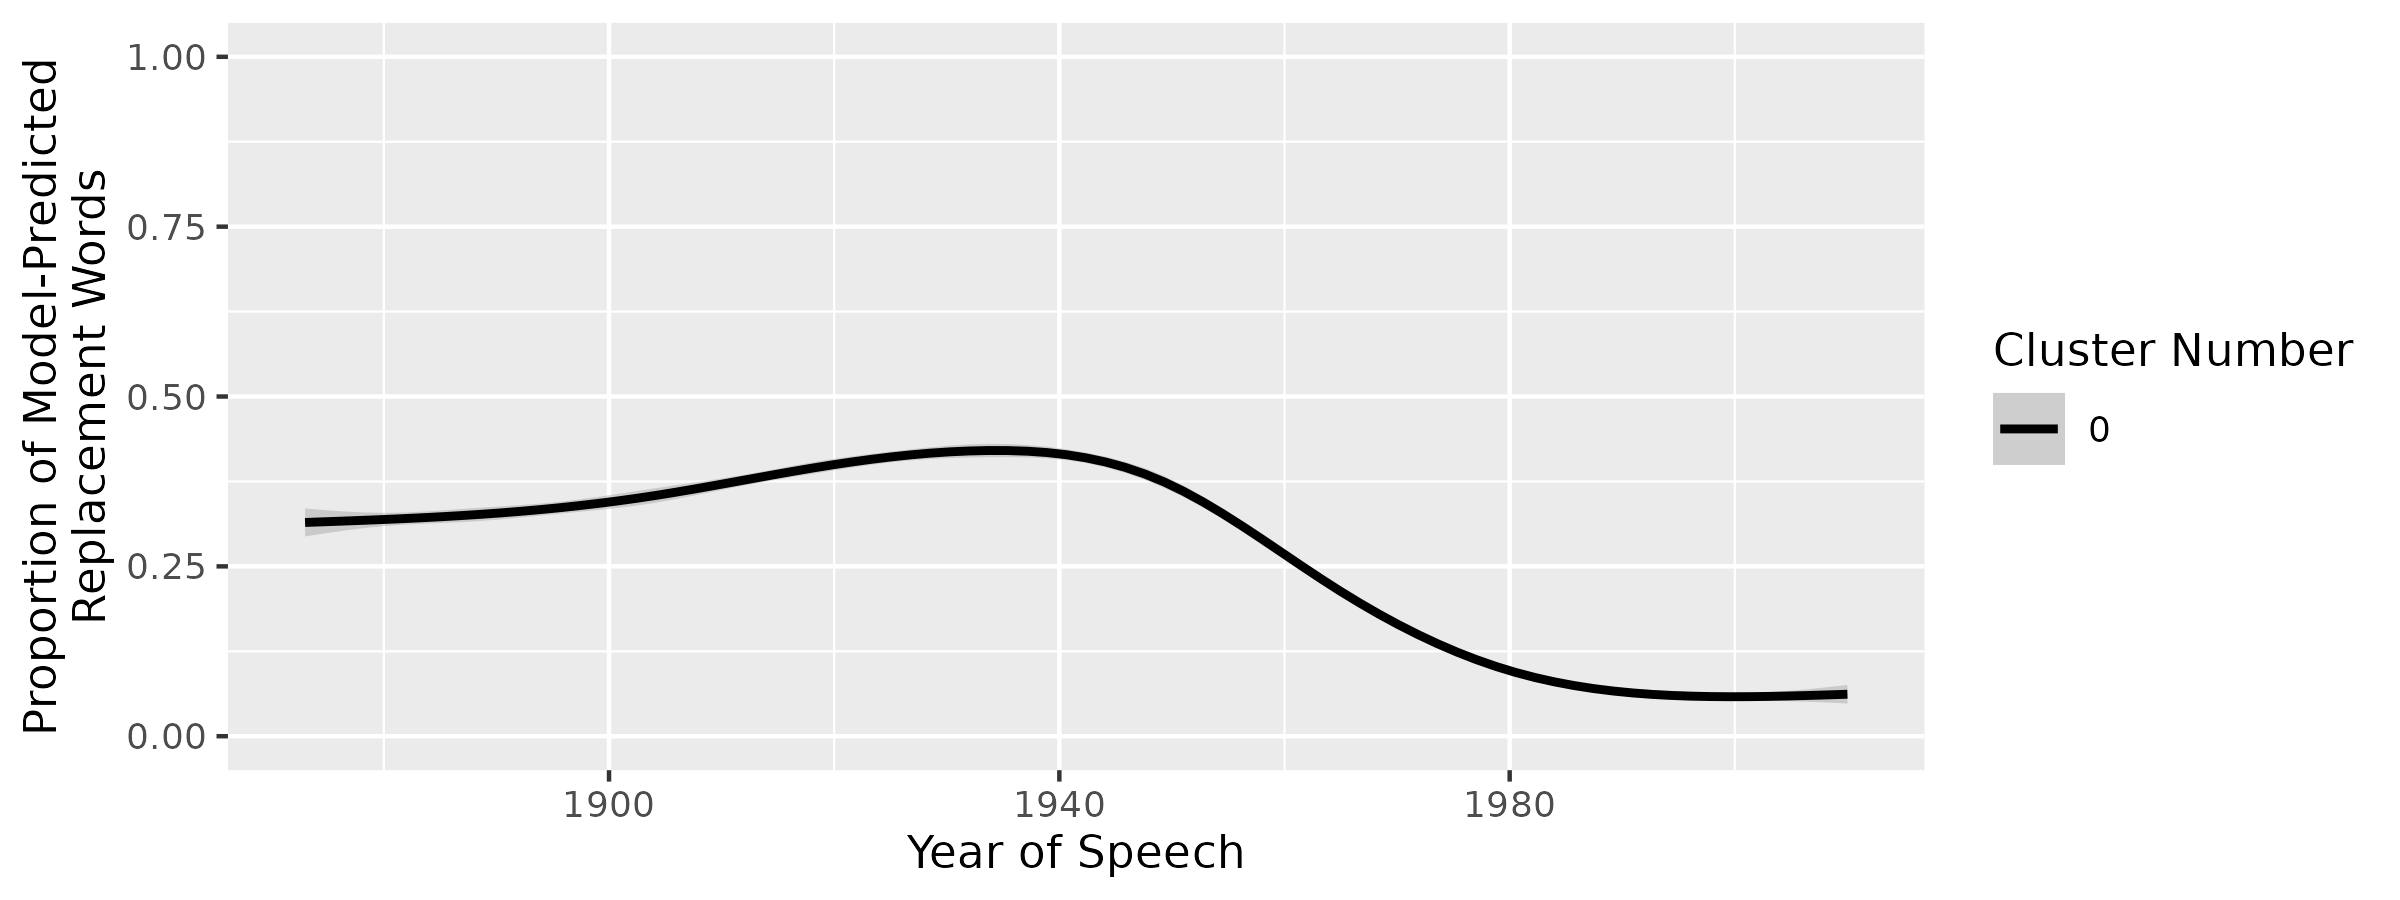 Proportion of Model-Predicted
Replacement Words
1.00
0.75
0.50
0.25
0.00
1900
1940
1980
Year of Speech
Cluster Number
0